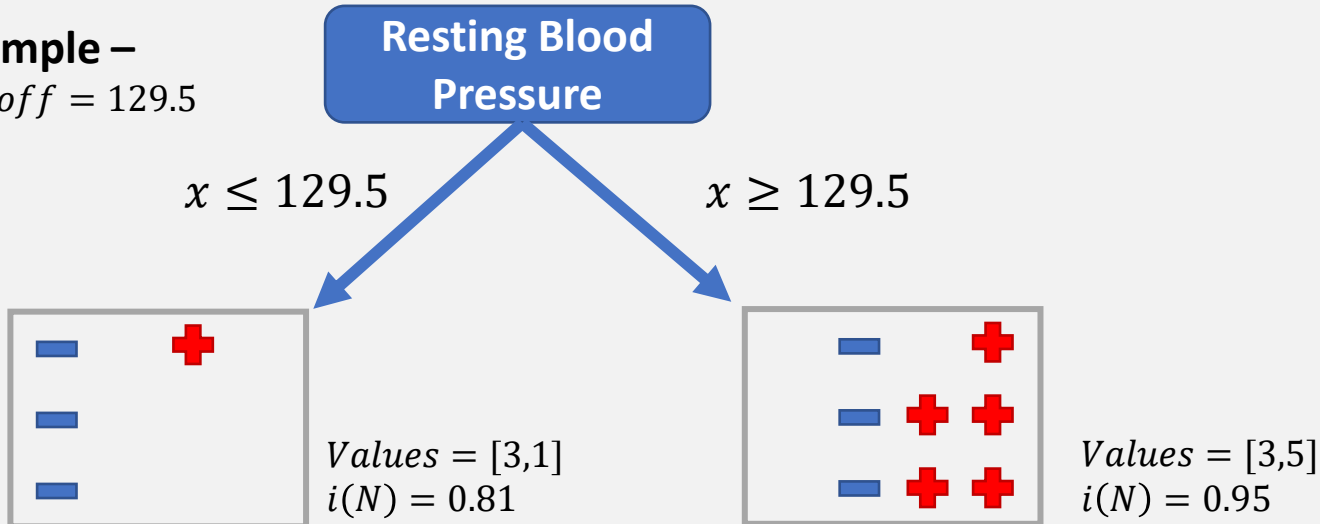 mple –
off = 129.5
Resting Blood
Pressure
x ≤ 129.5
x ≥ 129.5
Values = [3,1]
i(N) = 0.81
Values = [3,5]
i(N) = 0.95